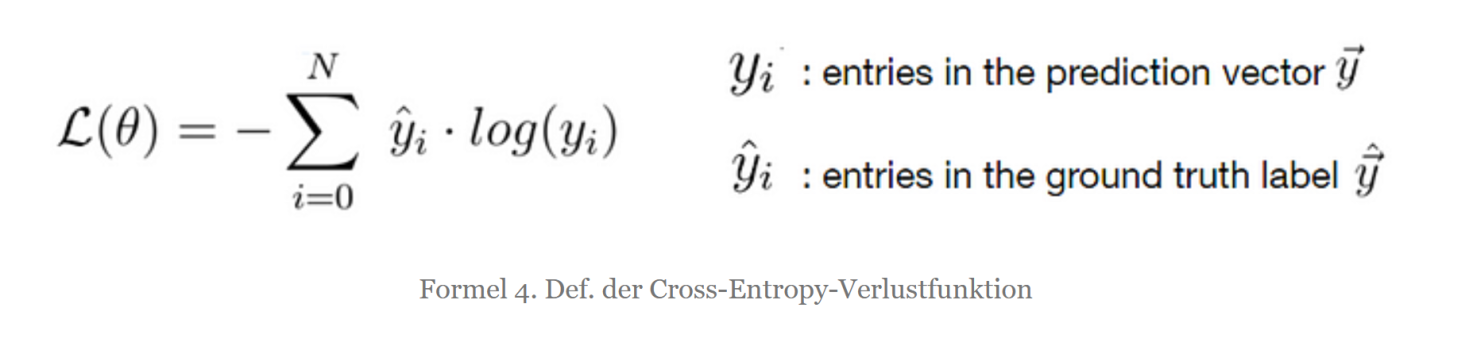 ℒ(θ) = − ∑_{i=0}^{N} ŷ_i · log(y_i)
y_i : entries in the prediction vector y⃗
ŷ_i : entries in the ground truth label ŷ⃗
Formel 4. Def. der Cross-Entropy-Verlustfunktion